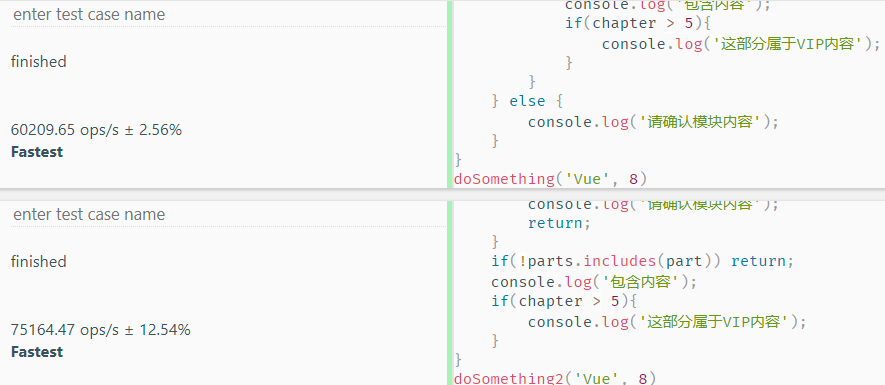 enter test case name
finished
60209.65 ops/s ± 2.56%
Fastest
console.log('包含内容');
if(chapter > 5){
console.log('这部分属于VIP内容');
}
}
} else {
console.log('请确认模块内容');
}
}
doSomething('Vue', 8)
enter test case name
finished
75164.47 ops/s ± 12.54%
Fastest
console.log('请确认模块内容');
return;
}
if(!parts.includes(part)) return;
console.log('包含内容');
if(chapter > 5){
console.log('这部分属于VIP内容');
}
}
doSomething2('Vue', 8)